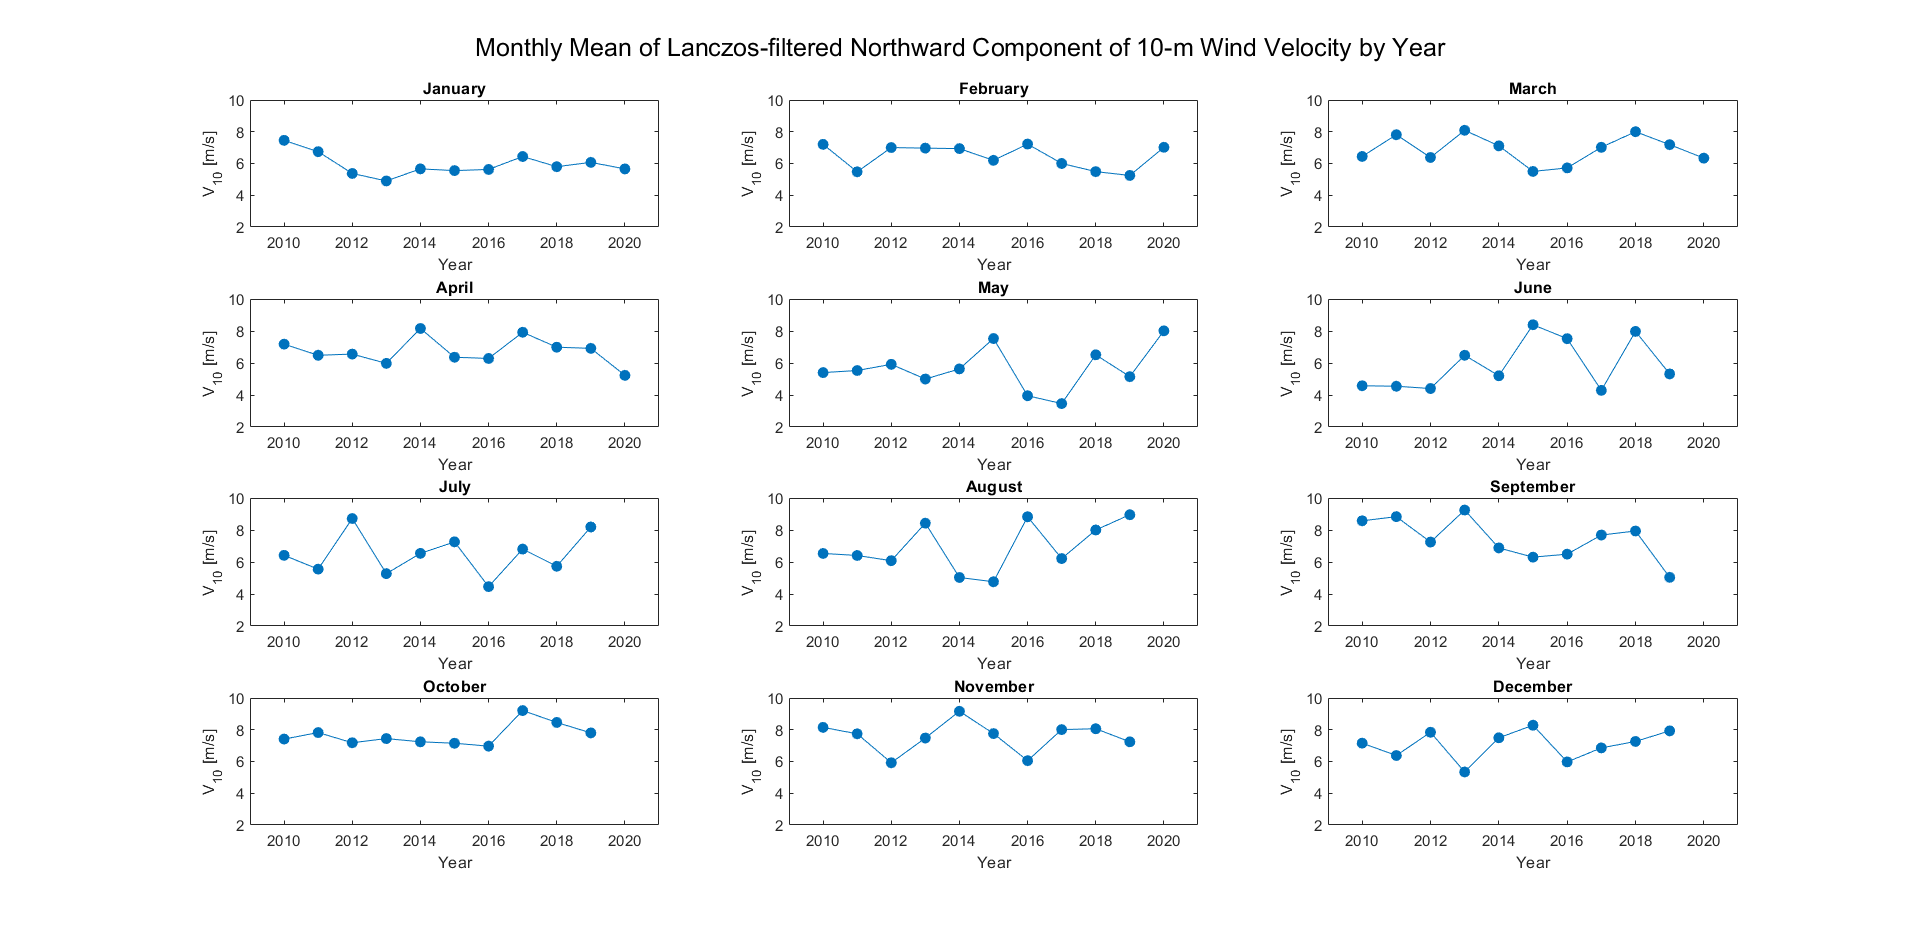 Monthly Mean of Lanczos-filtered Northward Component of 10-m Wind Velocity by Year
January
10
8
6
4
2
V10 [m/s]
2010 2012 2014 2016 2018 2020
Year
February
10
8
6
4
2
V10 [m/s]
2010 2012 2014 2016 2018 2020
Year
March
10
8
6
4
2
V10 [m/s]
2010 2012 2014 2016 2018 2020
Year
April
10
8
6
4
2
V10 [m/s]
2010 2012 2014 2016 2018 2020
Year
May
10
8
6
4
2
V10 [m/s]
2010 2012 2014 2016 2018 2020
Year
June
10
8
6
4
2
V10 [m/s]
2010 2012 2014 2016 2018 2020
Year
July
10
8
6
4
2
V10 [m/s]
2010 2012 2014 2016 2018 2020
Year
August
10
8
6
4
2
V10 [m/s]
2010 2012 2014 2016 2018 2020
Year
September
10
8
6
4
2
V10 [m/s]
2010 2012 2014 2016 2018 2020
Year
October
10
8
6
4
2
V10 [m/s]
2010 2012 2014 2016 2018 2020
Year
November
10
8
6
4
2
V10 [m/s]
2010 2012 2014 2016 2018 2020
Year
December
10
8
6
4
2
V10 [m/s]
2010 2012 2014 2016 2018 2020
Year